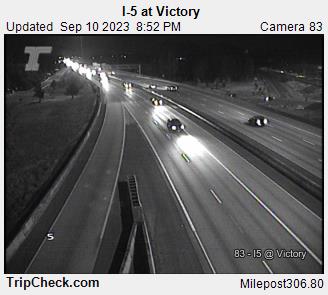 I-5 at Victory
Updated Sep 10 2023 8:52 PM Camera 83
T
S
83 - I5 @ Victory
TripCheck.com Milepost306.80